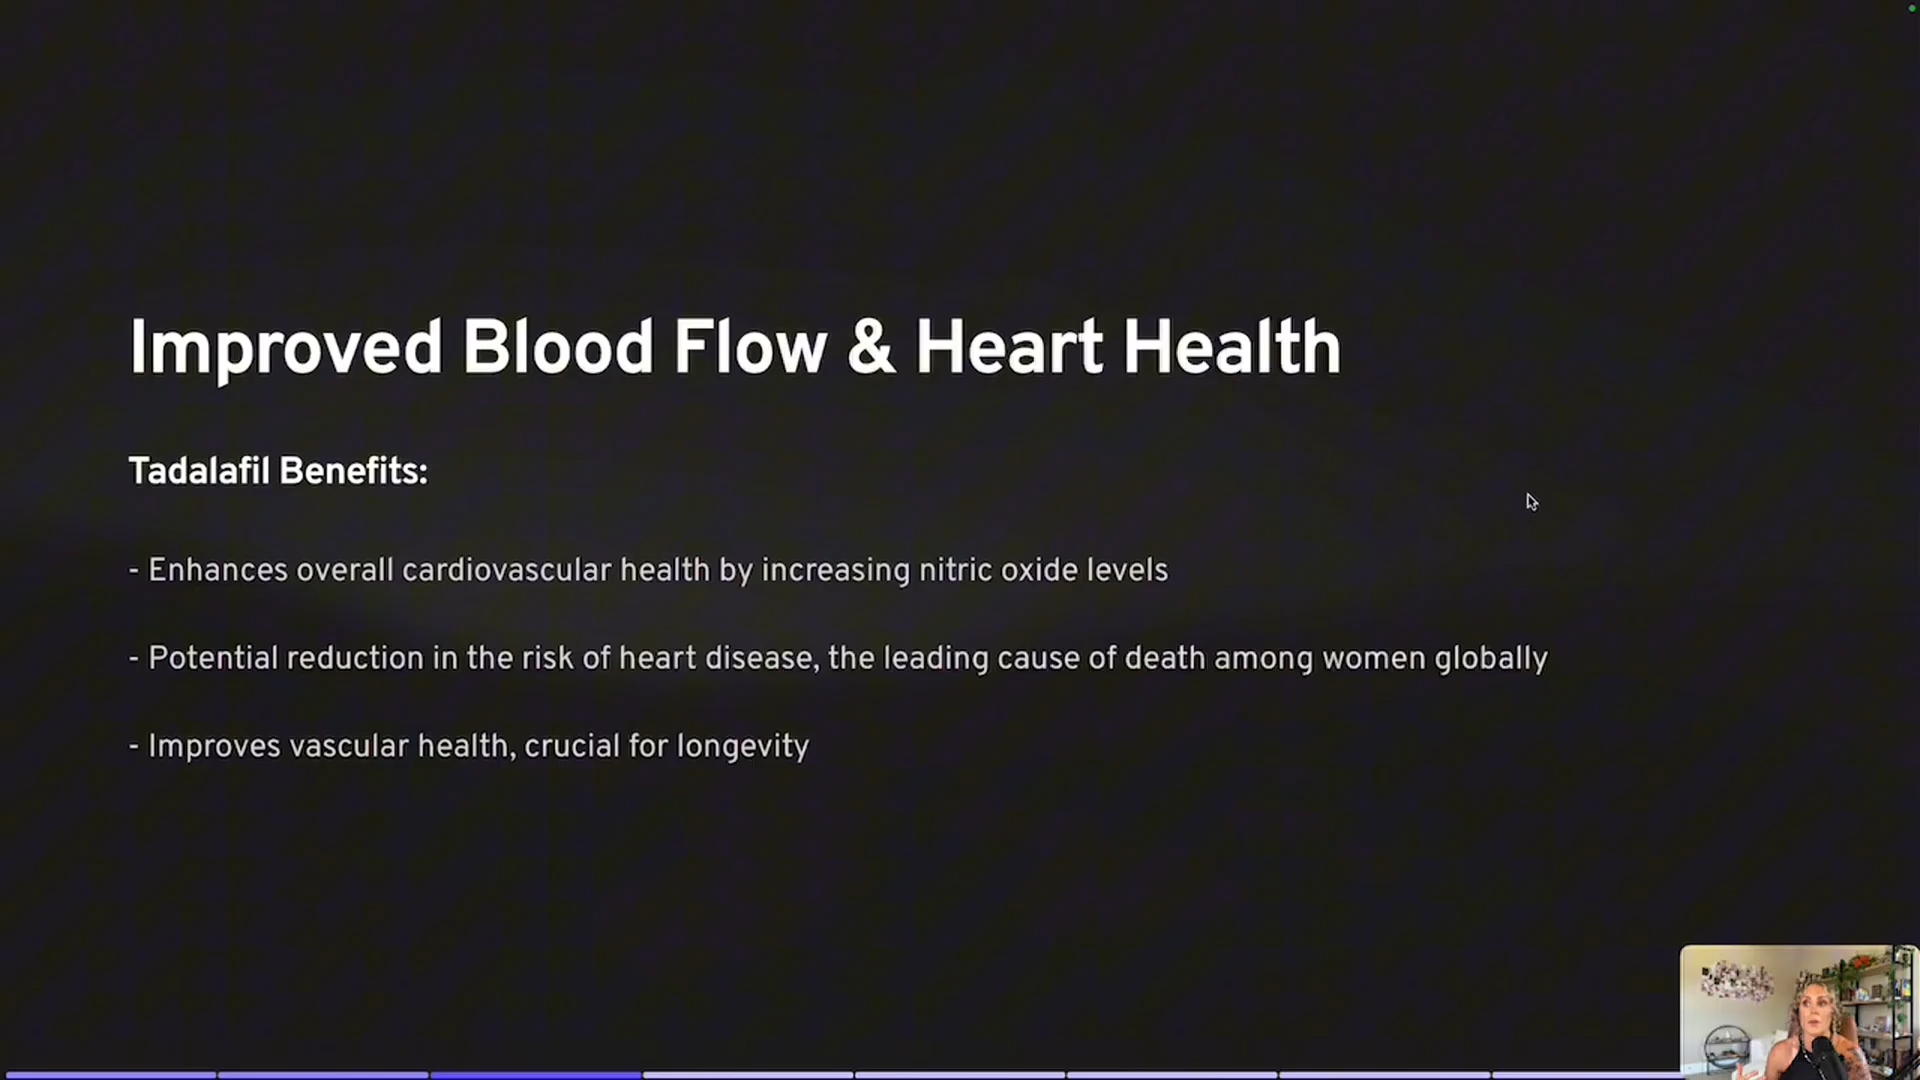 Improved Blood Flow & Heart Health
Tadalafil Benefits:
- Enhances overall cardiovascular health by increasing nitric oxide levels
- Potential reduction in the risk of heart disease, the leading cause of death among women globally
- Improves vascular health, crucial for longevity